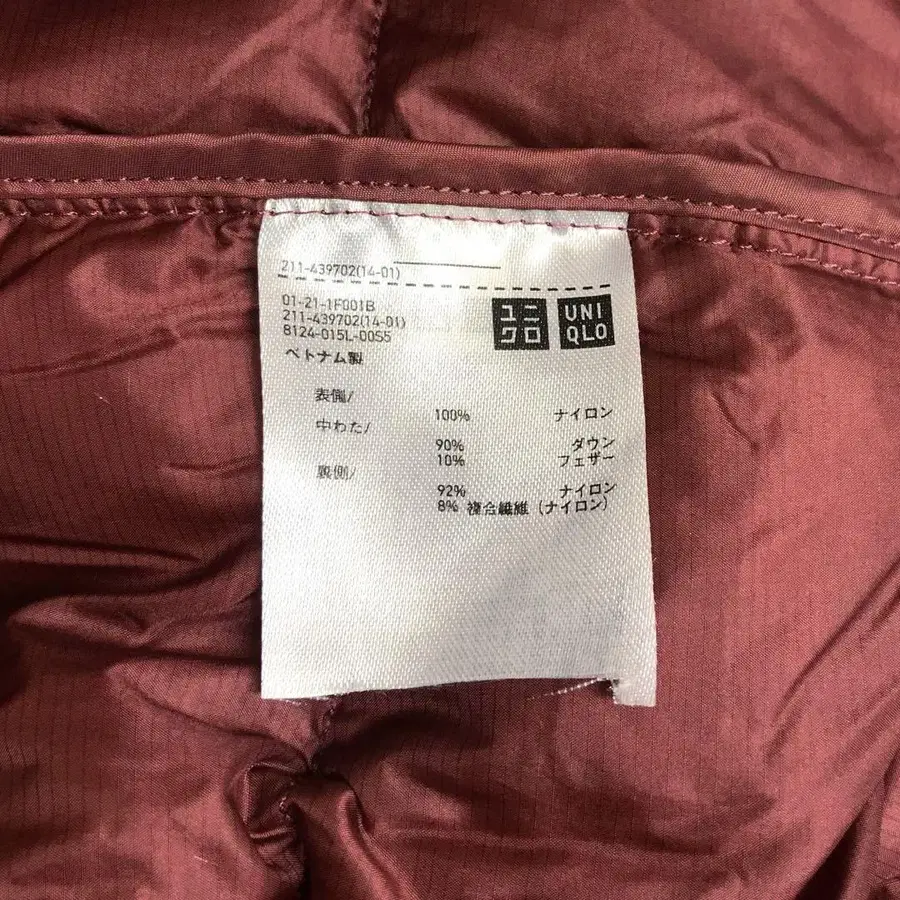 211-439702(14-01)
01-21-1F001B
211-439702(14-01)
8124-015L-00S5
ユニクロ
UNIQLO
ベトナム製
表側/
100% ナイロン
中わた/
90% ダウン
10% フェザー
裏側/
92% ナイロン
8% 複合繊維(ナイロン)